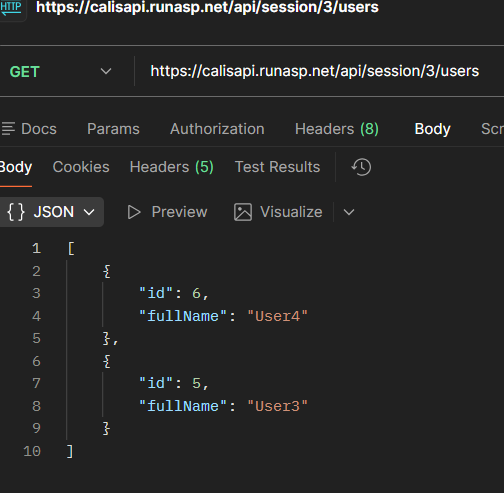 HTTP https://calisapi.runasp.net/api/session/3/users
GET https://calisapi.runasp.net/api/session/3/users
Docs Params Authorization Headers (8) Body Scr
Body Cookies Headers (5) Test Results
{} JSON Preview Visualize
1 [
2 {
3 "id": 6,
4 "fullName": "User4"
5 },
6 {
7 "id": 5,
8 "fullName": "User3"
9 }
10 ]